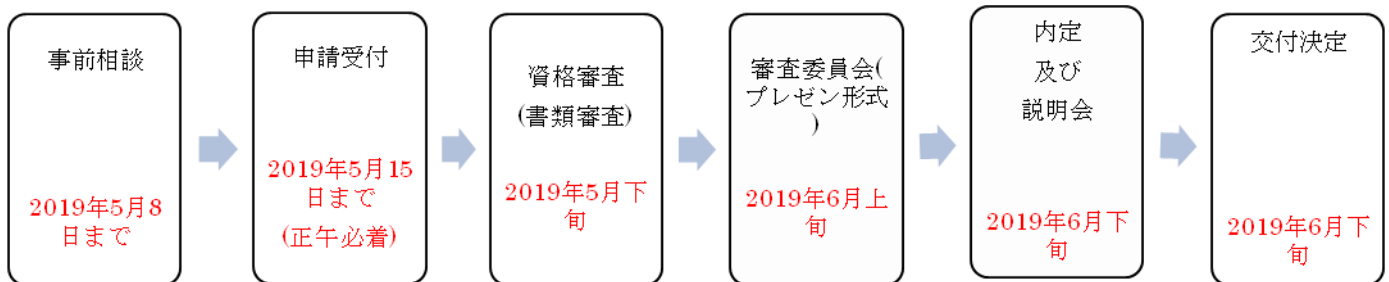 事前相談
2019年5月8
日まで
申請受付
2019年5月15
日まで
(正午必着)
資格審査
(書類審査)
2019年5月下
旬
審査委員会(
プレゼン形式
)
2019年6月上
旬
内定
及び
説明会
2019年6月下
旬
交付決定
2019年6月下
旬